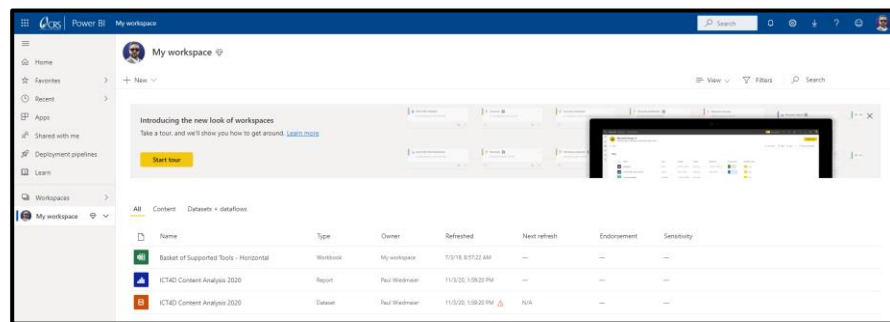 CRS Power BI My workspace Search
Home
Favorites
Recent
Apps
Shared with me
Deployment pipelines
Learn
Workspaces
My workspace
My workspace
New View Filters Search
Introducing the new look of workspaces
Take a tour, and we'll show you how to get around. Learn more
Start tour
All Content Datasets + dataflows
Name Type Owner Refreshed Next refresh Endorsement Sensitivity
Basket of Supported Tools - Horizontal Workbook My workspace 7/3/19, 8:57:22 AM — — —
ICT4D Content Analysis 2020 Report Paul Wiedmaier 11/3/20, 1:59:20 PM — — —
ICT4D Content Analysis 2020 Dataset Paul Wiedmaier 11/3/20, 1:59:20 PM N/A — —